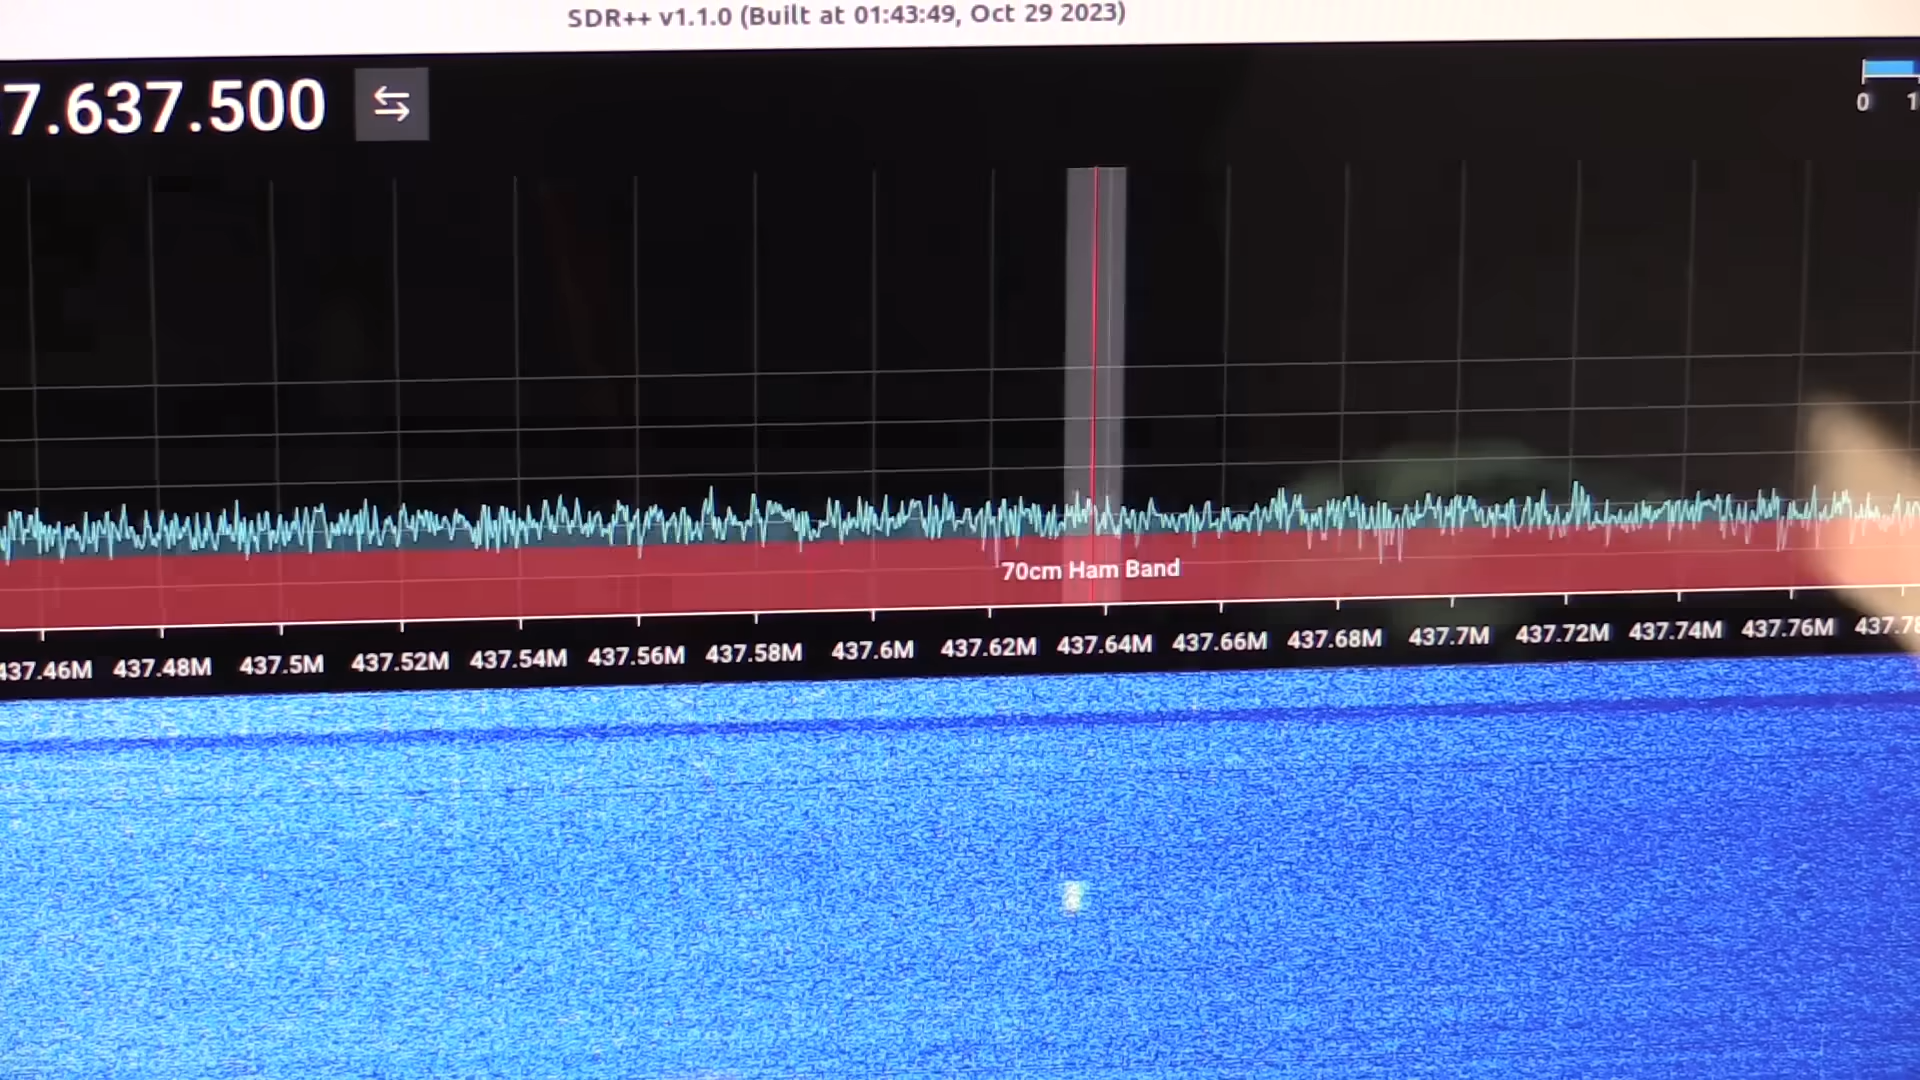 SDR++ v1.1.0 (Built at 01:43:49, Oct 29 2023)
7.637.500
0 1
70cm Ham Band
437.46M 437.48M 437.5M 437.52M 437.54M 437.56M 437.58M 437.6M 437.62M 437.64M 437.66M 437.68M 437.7M 437.72M 437.74M 437.76M 437.78